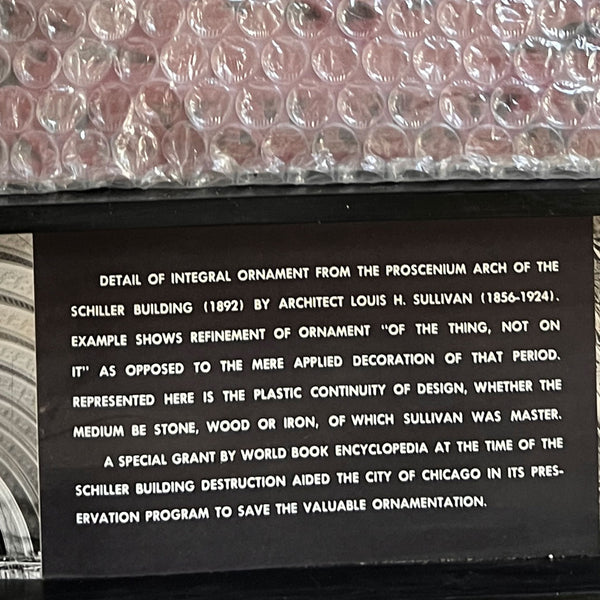 DETAIL OF INTEGRAL ORNAMENT FROM THE PROSCENIUM ARCH OF THE
SCHILLER BUILDING (1892) BY ARCHITECT LOUIS H. SULLIVAN (1856-1924).
EXAMPLE SHOWS REFINEMENT OF ORNAMENT "OF THE THING, NOT ON
IT" AS OPPOSED TO THE MERE APPLIED DECORATION OF THAT PERIOD.
REPRESENTED HERE IS THE PLASTIC CONTINUITY OF DESIGN, WHETHER THE
MEDIUM BE STONE, WOOD OR IRON, OF WHICH SULLIVAN WAS MASTER.
A SPECIAL GRANT BY WORLD BOOK ENCYCLOPEDIA AT THE TIME OF THE
SCHILLER BUILDING DESTRUCTION AIDED THE CITY OF CHICAGO IN ITS PRES-
ERVATION PROGRAM TO SAVE THE VALUABLE ORNAMENTATION.